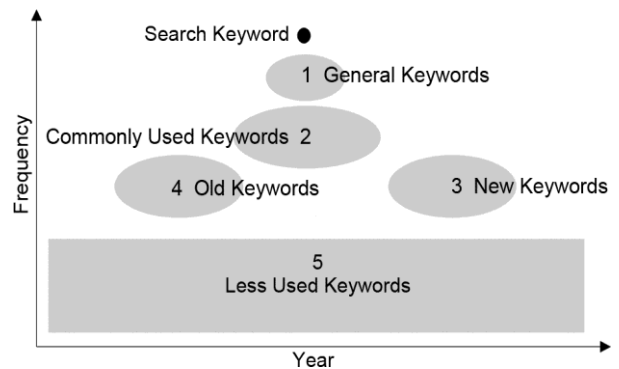 Search Keyword
1 General Keywords
Commonly Used Keywords 2
4 Old Keywords
3 New Keywords
5
Less Used Keywords
Frequency
Year